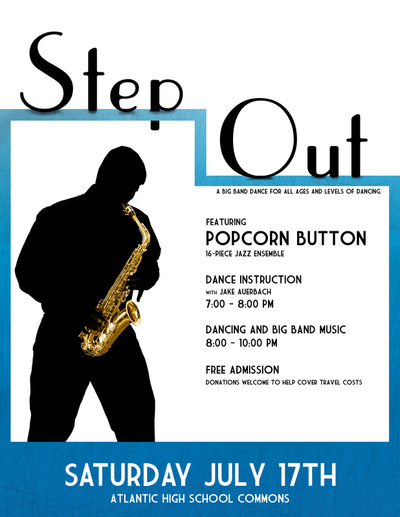 Step
Out
A BIG BAND DANCE FOR ALL AGES AND LEVELS OF DANCING.
FEATURING
POPCORN BUTTON
16-PIECE JAZZ ENSEMBLE
DANCE INSTRUCTION
WITH JAKE AUERBACH
7:00 - 8:00 PM
DANCING AND BIG BAND MUSIC
8:00 - 10:00 PM
FREE ADMISSION
DONATIONS WELCOME TO HELP COVER TRAVEL COSTS
SATURDAY JULY 17TH
ATLANTIC HIGH SCHOOL COMMONS